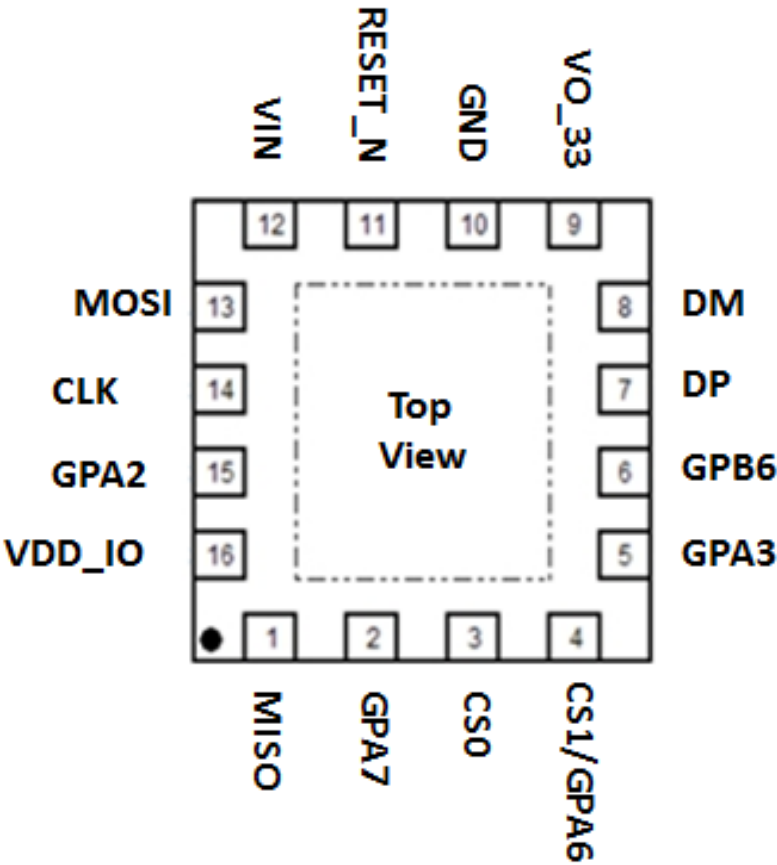 VIN
RESET_N
GND
VO_33
12
11
10
9
MOSI 13
8 DM
CLK 14
7 DP
GPA2 15
6 GPB6
VDD_IO 16
5 GPA3
Top
View
1
2
3
4
MISO
GPA7
CS0
CS1/GPA6